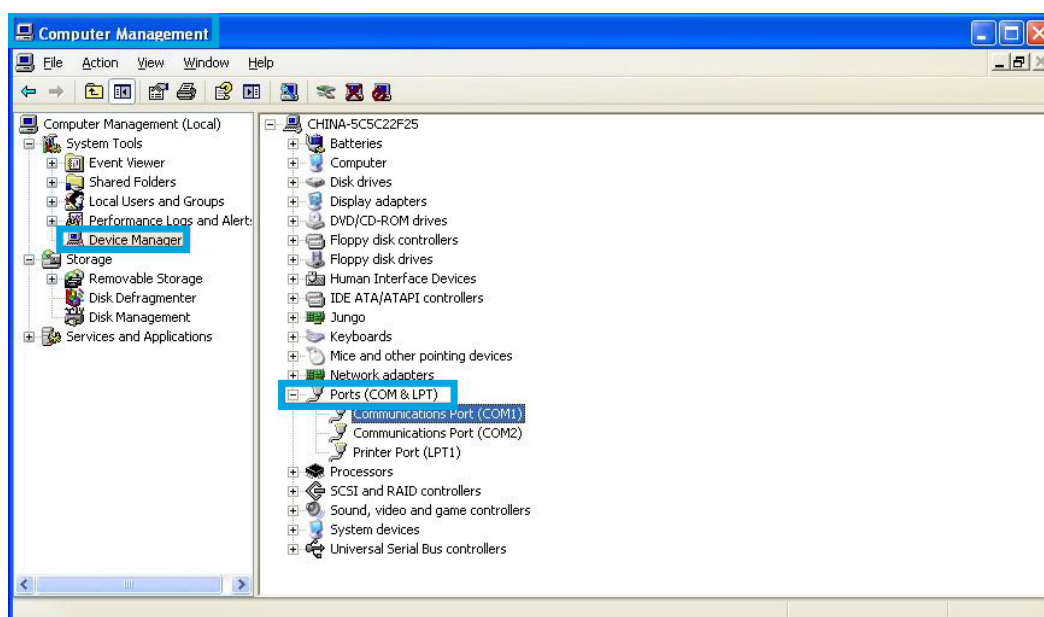 Computer Management
File Action View Window Help
Computer Management (Local)
System Tools
Event Viewer
Shared Folders
Local Users and Groups
Performance Logs and Alert:
Device Manager
Storage
Removable Storage
Disk Defragmenter
Disk Management
Services and Applications
CHINA-5C5C22F25
Batteries
Computer
Disk drives
Display adapters
DVD/CD-ROM drives
Floppy disk controllers
Floppy disk drives
Human Interface Devices
IDE ATA/ATAPI controllers
Jungo
Keyboards
Mice and other pointing devices
Network adapters
Ports (COM & LPT)
Communications Port (COM1)
Communications Port (COM2)
Printer Port (LPT1)
Processors
SCSI and RAID controllers
Sound, video and game controllers
System devices
Universal Serial Bus controllers